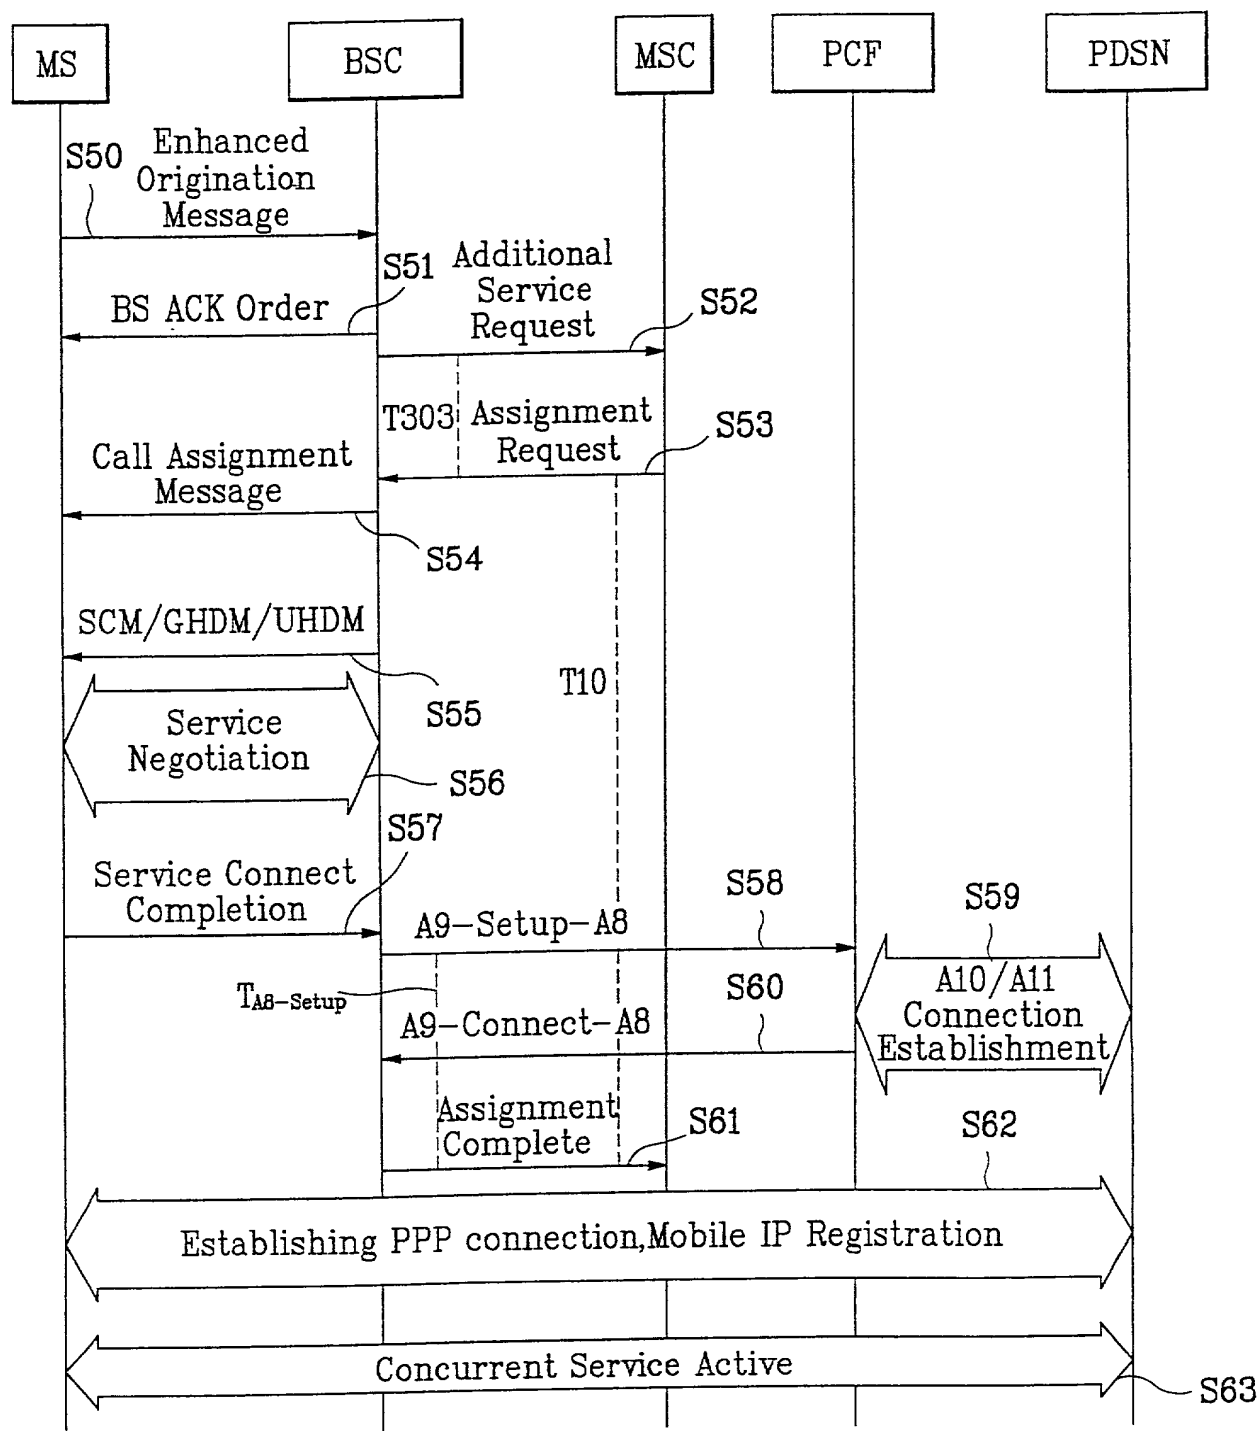 MS
BSC
MSC
PCF
PDSN
S50
Enhanced
Origination
Message
S51
Additional
Service
Request
S52
BS ACK Order
T303
Assignment
Request
S53
Call Assignment
Message
S54
SCM/GHDM/UHDM
T10
S55
Service
Negotiation
S56
S57
Service Connect
Completion
A9-Setup-A8
S58
S59
TA8-Setup
A9-Connect-A8
S60
A10/A11
Connection
Establishment
Assignment
Complete
S61
S62
Establishing PPP connection,Mobile IP Registration
Concurrent Service Active
S63